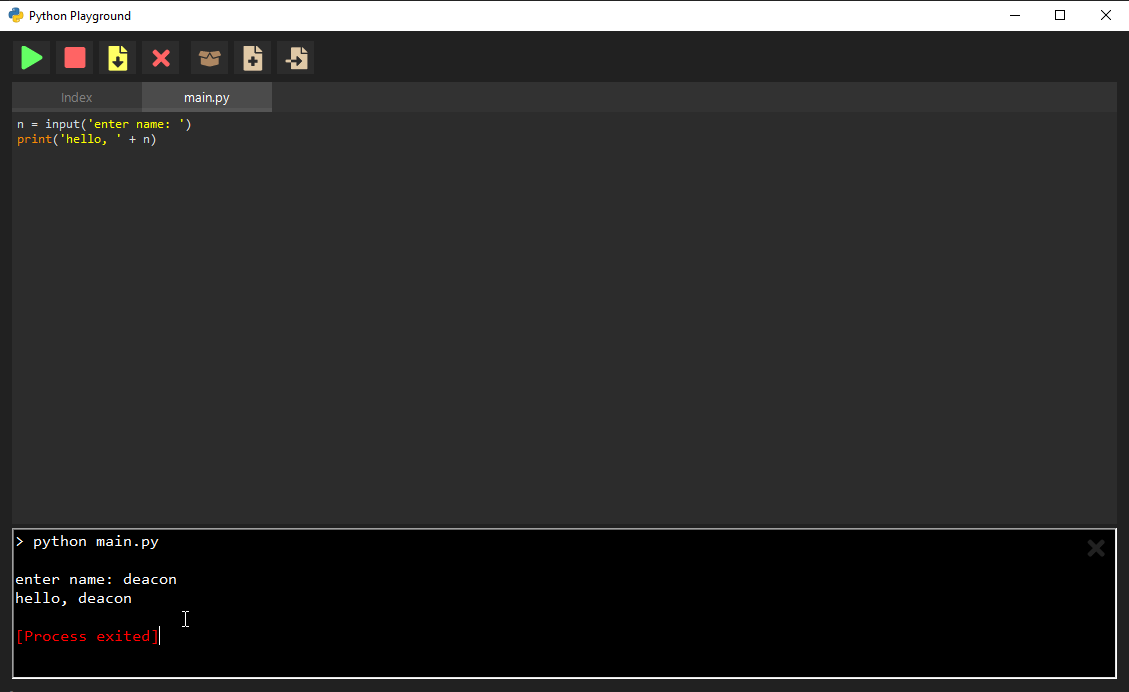 Python Playground
Index
main.py
n = input('enter name: ')
print('hello, ' + n)
> python main.py
enter name: deacon
hello, deacon
[Process exited]